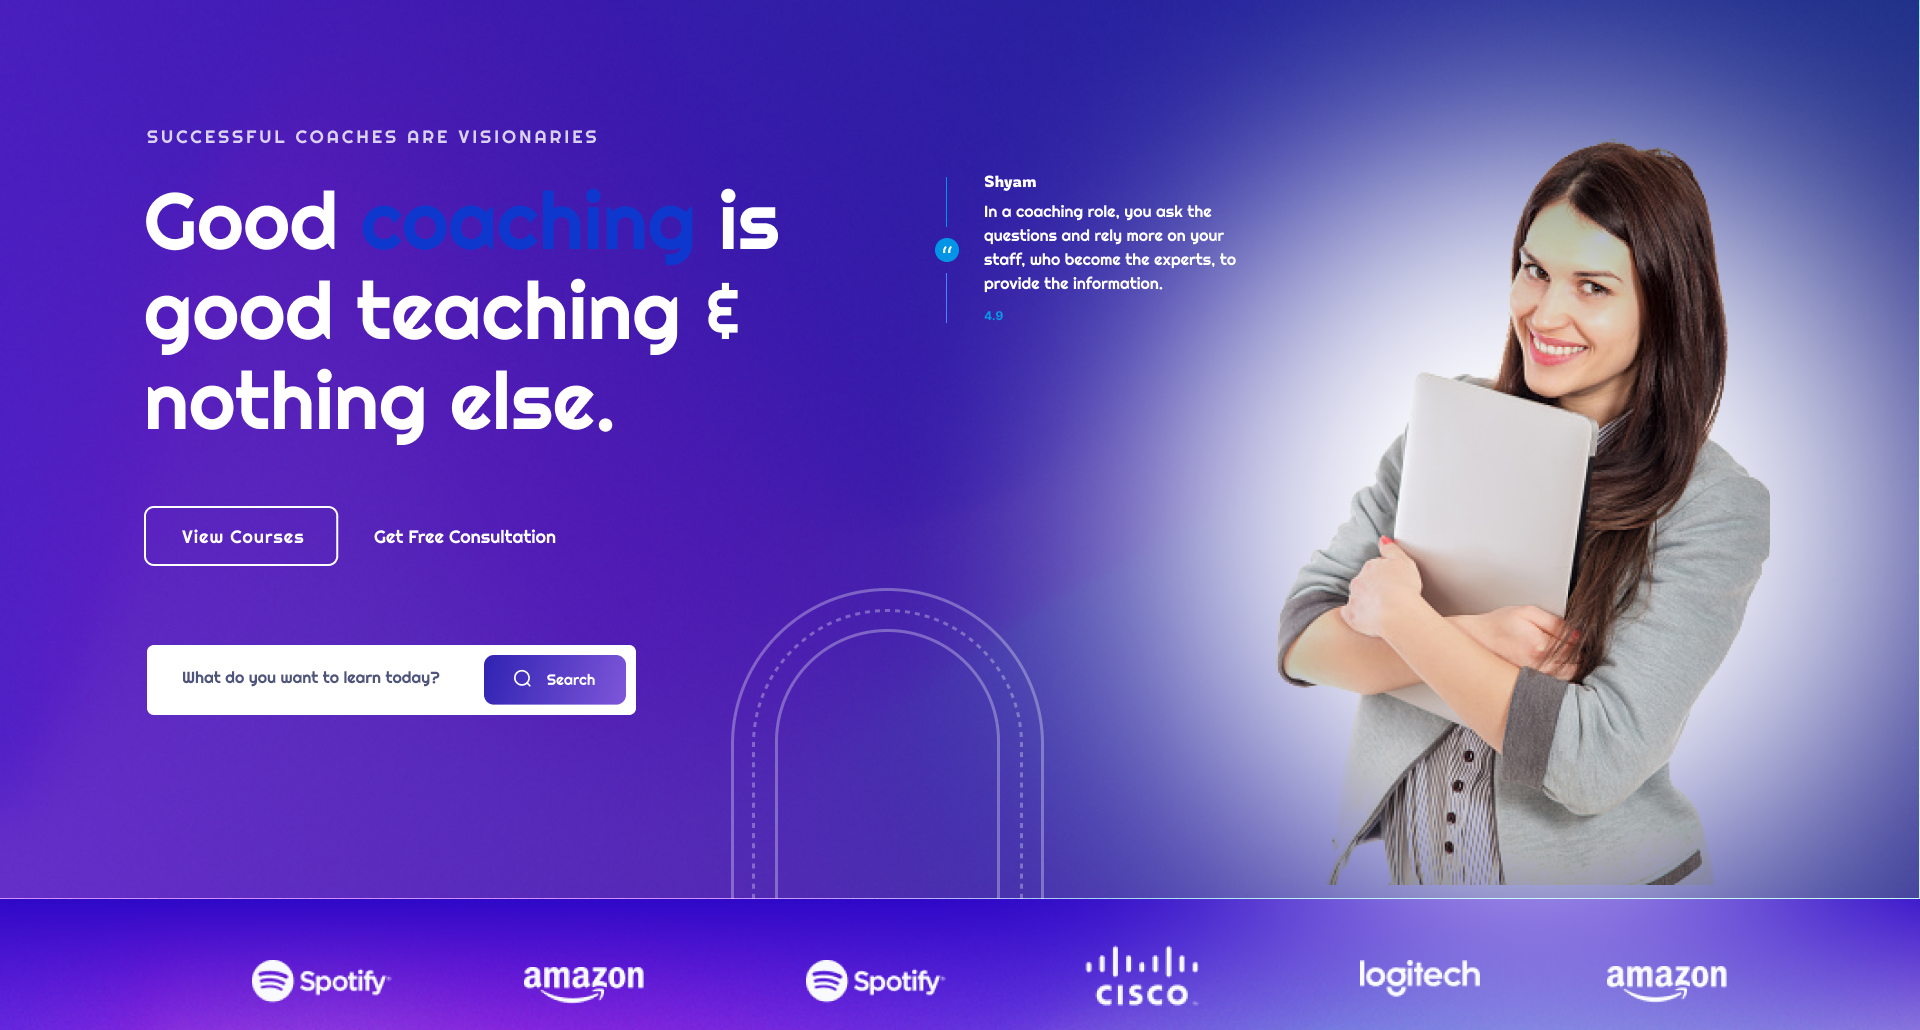 SUCCESSFUL COACHES ARE VISIONARIES
Good coaching is
good teaching &
nothing else.
View Courses
Get Free Consultation
What do you want to learn today?
Search
Shyam
In a coaching role, you ask the
questions and rely more on your
staff, who become the experts, to
provide the information.
4.9
Spotify
amazon
Spotify
CISCO
logitech
amazon